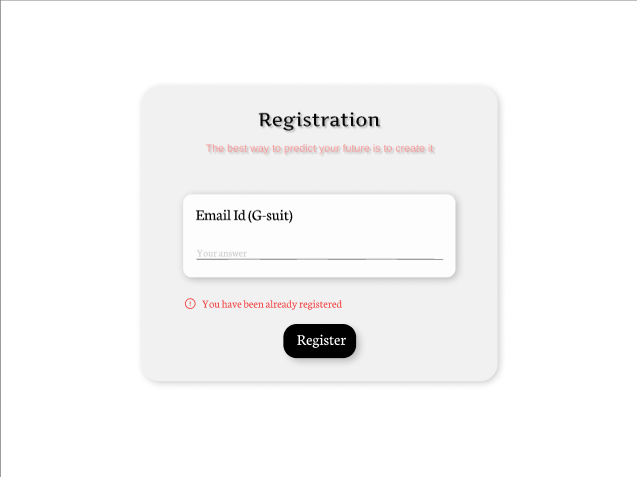 Registration
The best way to predict your future is to create it
Email Id (G-suit)
Your answer
You have been already registered
Register